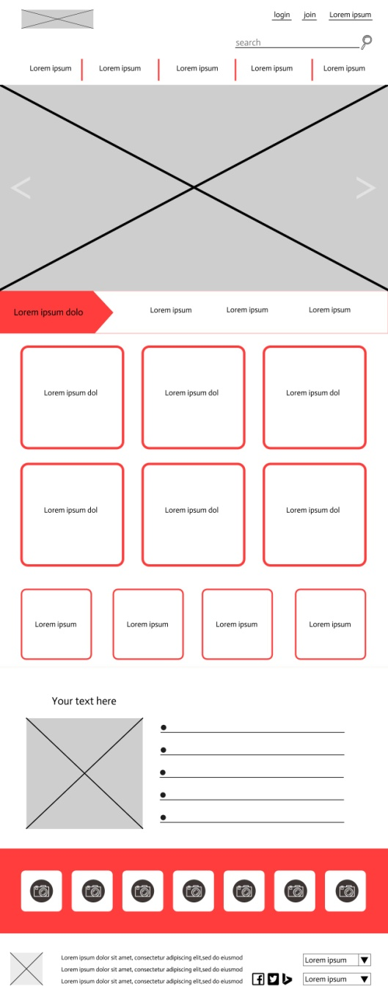 login join Lorem ipsum
search
Lorem ipsum Lorem ipsum Lorem ipsum Lorem ipsum Lorem ipsum
Lorem ipsum dolo Lorem ipsum Lorem ipsum Lorem ipsum
Lorem ipsum dol Lorem ipsum dol Lorem ipsum dol
Lorem ipsum dol Lorem ipsum dol Lorem ipsum dol
Lorem ipsum Lorem ipsum Lorem ipsum Lorem ipsum
Your text here
Lorem ipsum dolor sit amet, consectetur adipiscing elit,sed do eiusmod
Lorem ipsum dolor sit amet, consectetur adipiscing elit,sed do eiusmod
Lorem ipsum dolor sit amet, consectetur adipiscing elit,sed do eiusmod
Lorem ipsum
Lorem ipsum